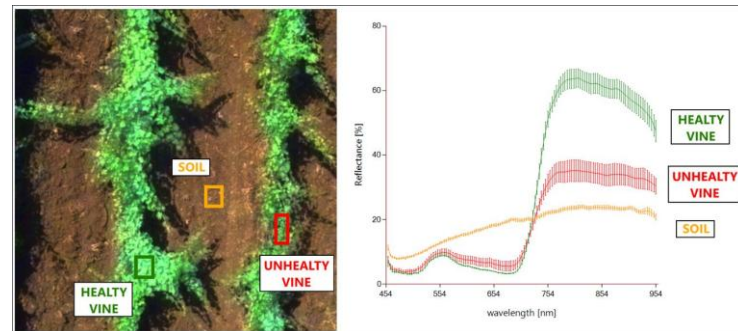 SOIL
UNHEALTY
VINE
HEALTY
VINE
80
60
40
20
0
Reflectance [%]
454
554
654
754
854
954
wavelength [nm]
HEALTY
VINE
UNHEALTY
VINE
SOIL